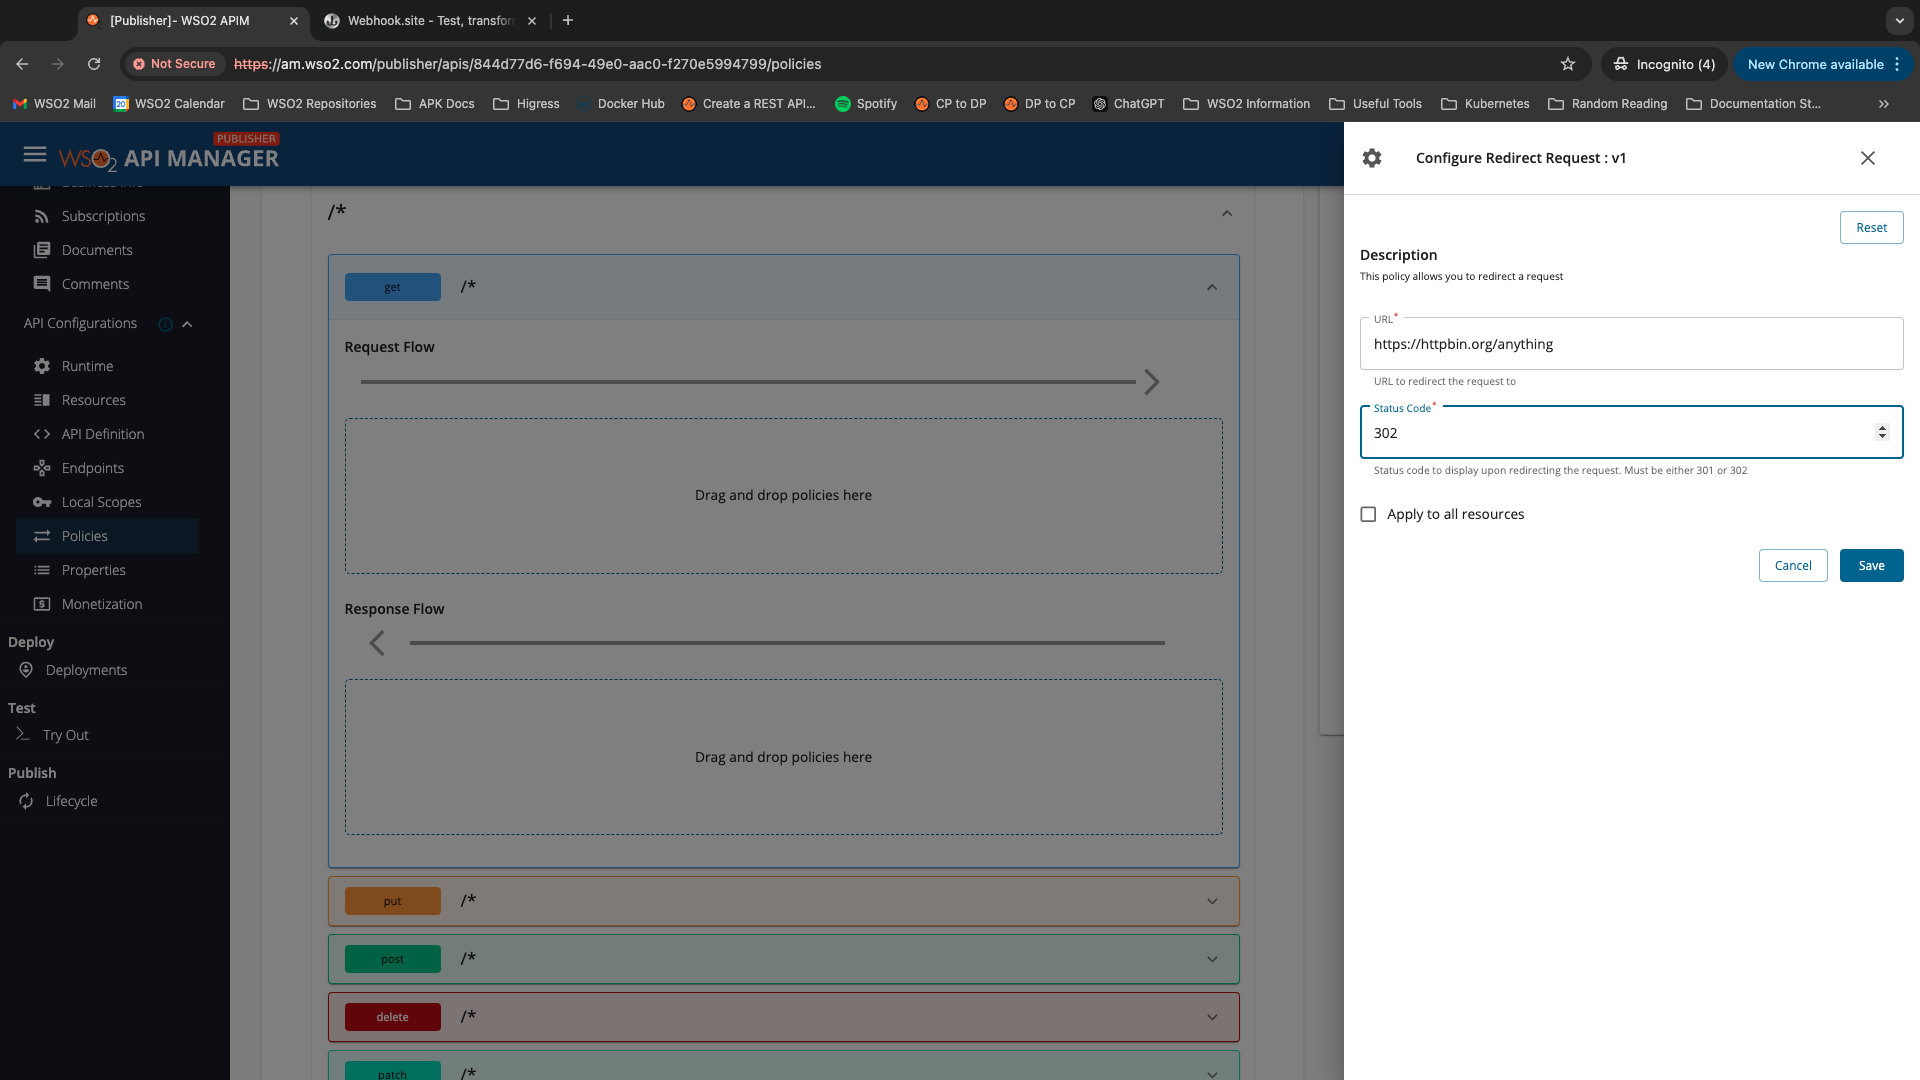 [Publisher]- WSO2 APIM
Webhook.site - Test, transfor
Not Secure
https://am.wso2.com/publisher/apis/844d77d6-f694-49e0-aac0-f270e5994799/policies
Incognito (4)
New Chrome available
WSO2 Mail
WSO2 Calendar
WSO2 Repositories
APK Docs
Higress
Docker Hub
Create a REST API...
Spotify
CP to DP
DP to CP
ChatGPT
WSO2 Information
Useful Tools
Kubernetes
Random Reading
Documentation St...
PUBLISHER
WSO2 API MANAGER
Business Info
Subscriptions
Documents
Comments
API Configurations
Runtime
Resources
API Definition
Endpoints
Local Scopes
Policies
Properties
Monetization
Deploy
Deployments
Test
Try Out
Publish
Lifecycle
/*
get /*
Request Flow
Drag and drop policies here
Response Flow
Drag and drop policies here
put /*
post /*
delete /*
patch /*
Configure Redirect Request : v1
Reset
Description
This policy allows you to redirect a request
URL*
https://httpbin.org/anything
URL to redirect the request to
Status Code*
302
Status code to display upon redirecting the request. Must be either 301 or 302
Apply to all resources
Cancel
Save